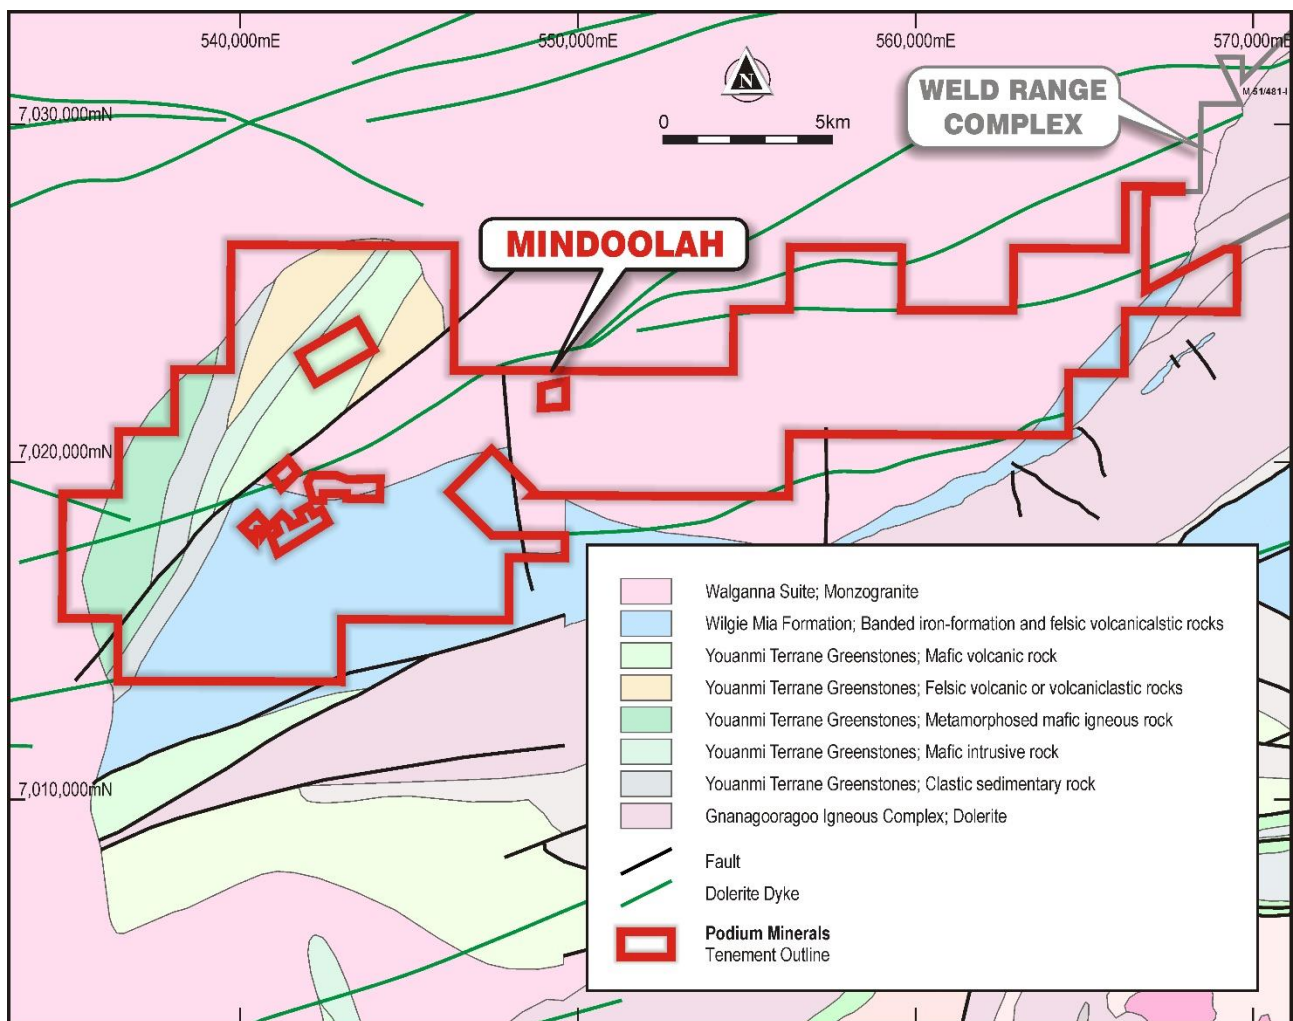 540,000mE
550,000mE
560,000mE
570,000mE
7,030,000mN
N
0
5km
WELD RANGE
COMPLEX
M 51/481-I
MINDOOLAH
7,020,000mN
7,010,000mN
Walganna Suite; Monzogranite
Wilgie Mia Formation; Banded iron-formation and felsic volcanicalstic rocks
Youanmi Terrane Greenstones; Mafic volcanic rock
Youanmi Terrane Greenstones; Felsic volcanic or volcaniclastic rocks
Youanmi Terrane Greenstones; Metamorphosed mafic igneous rock
Youanmi Terrane Greenstones; Mafic intrusive rock
Youanmi Terrane Greenstones; Clastic sedimentary rock
Gnanagooragoo Igneous Complex; Dolerite
Fault
Dolerite Dyke
Podium Minerals
Tenement Outline